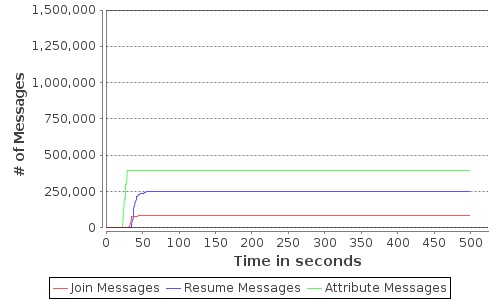 1,500,000
1,250,000
1,000,000
750,000
500,000
250,000
0
# of Messages
0 50 100 150 200 250 300 350 400 450 500
Time in seconds
Join Messages Resume Messages Attribute Messages